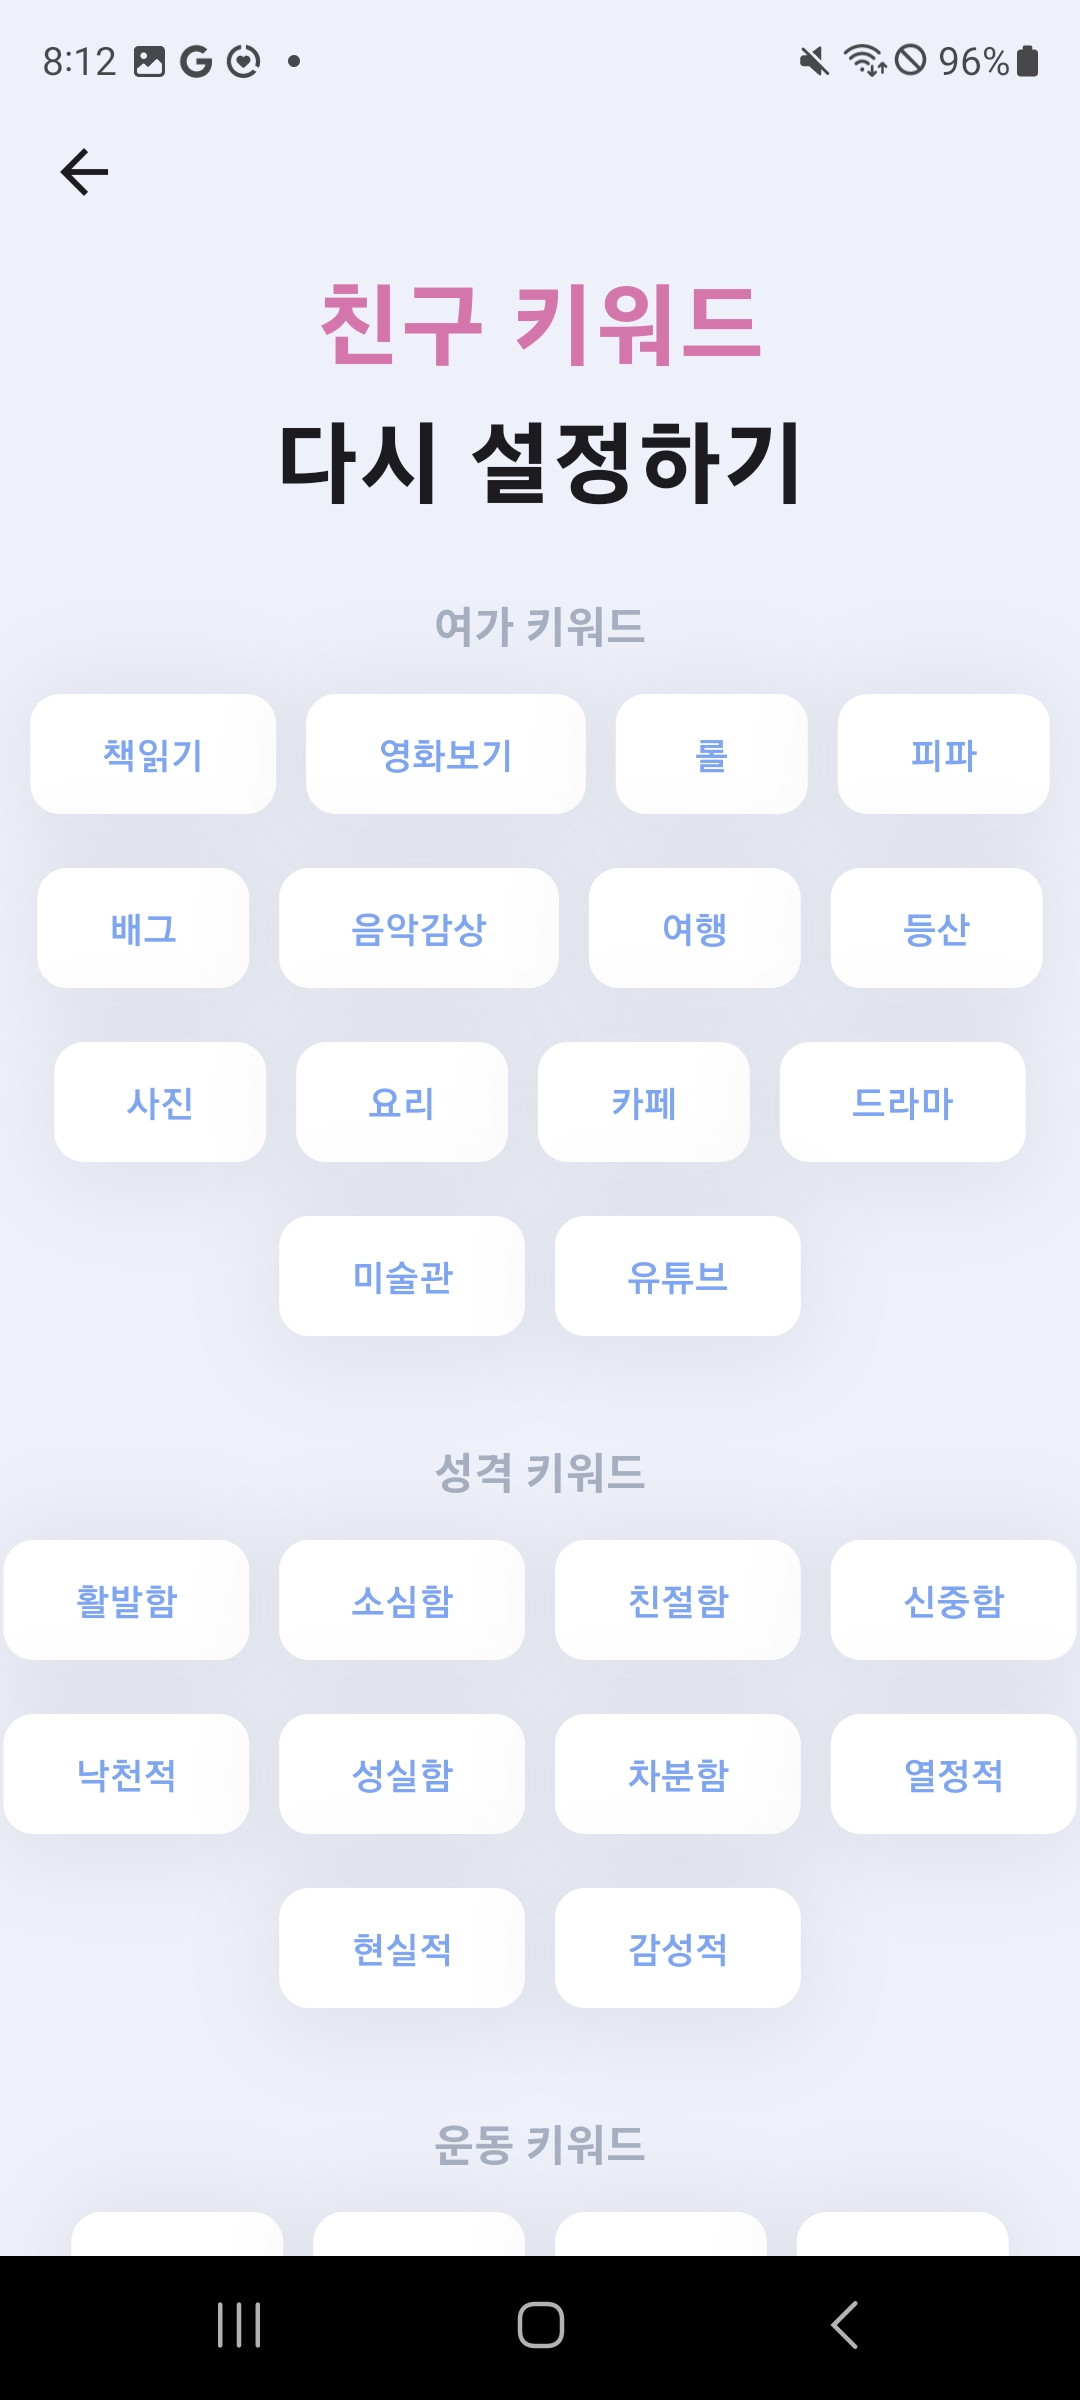 8:12 96%
친구 키워드
다시 설정하기
여가 키워드
책읽기 영화보기 롤 피파
배그 음악감상 여행 등산
사진 요리 카페 드라마
미술관 유튜브
성격 키워드
활발함 소심함 친절함 신중함
낙천적 성실함 차분함 열정적
현실적 감성적
운동 키워드